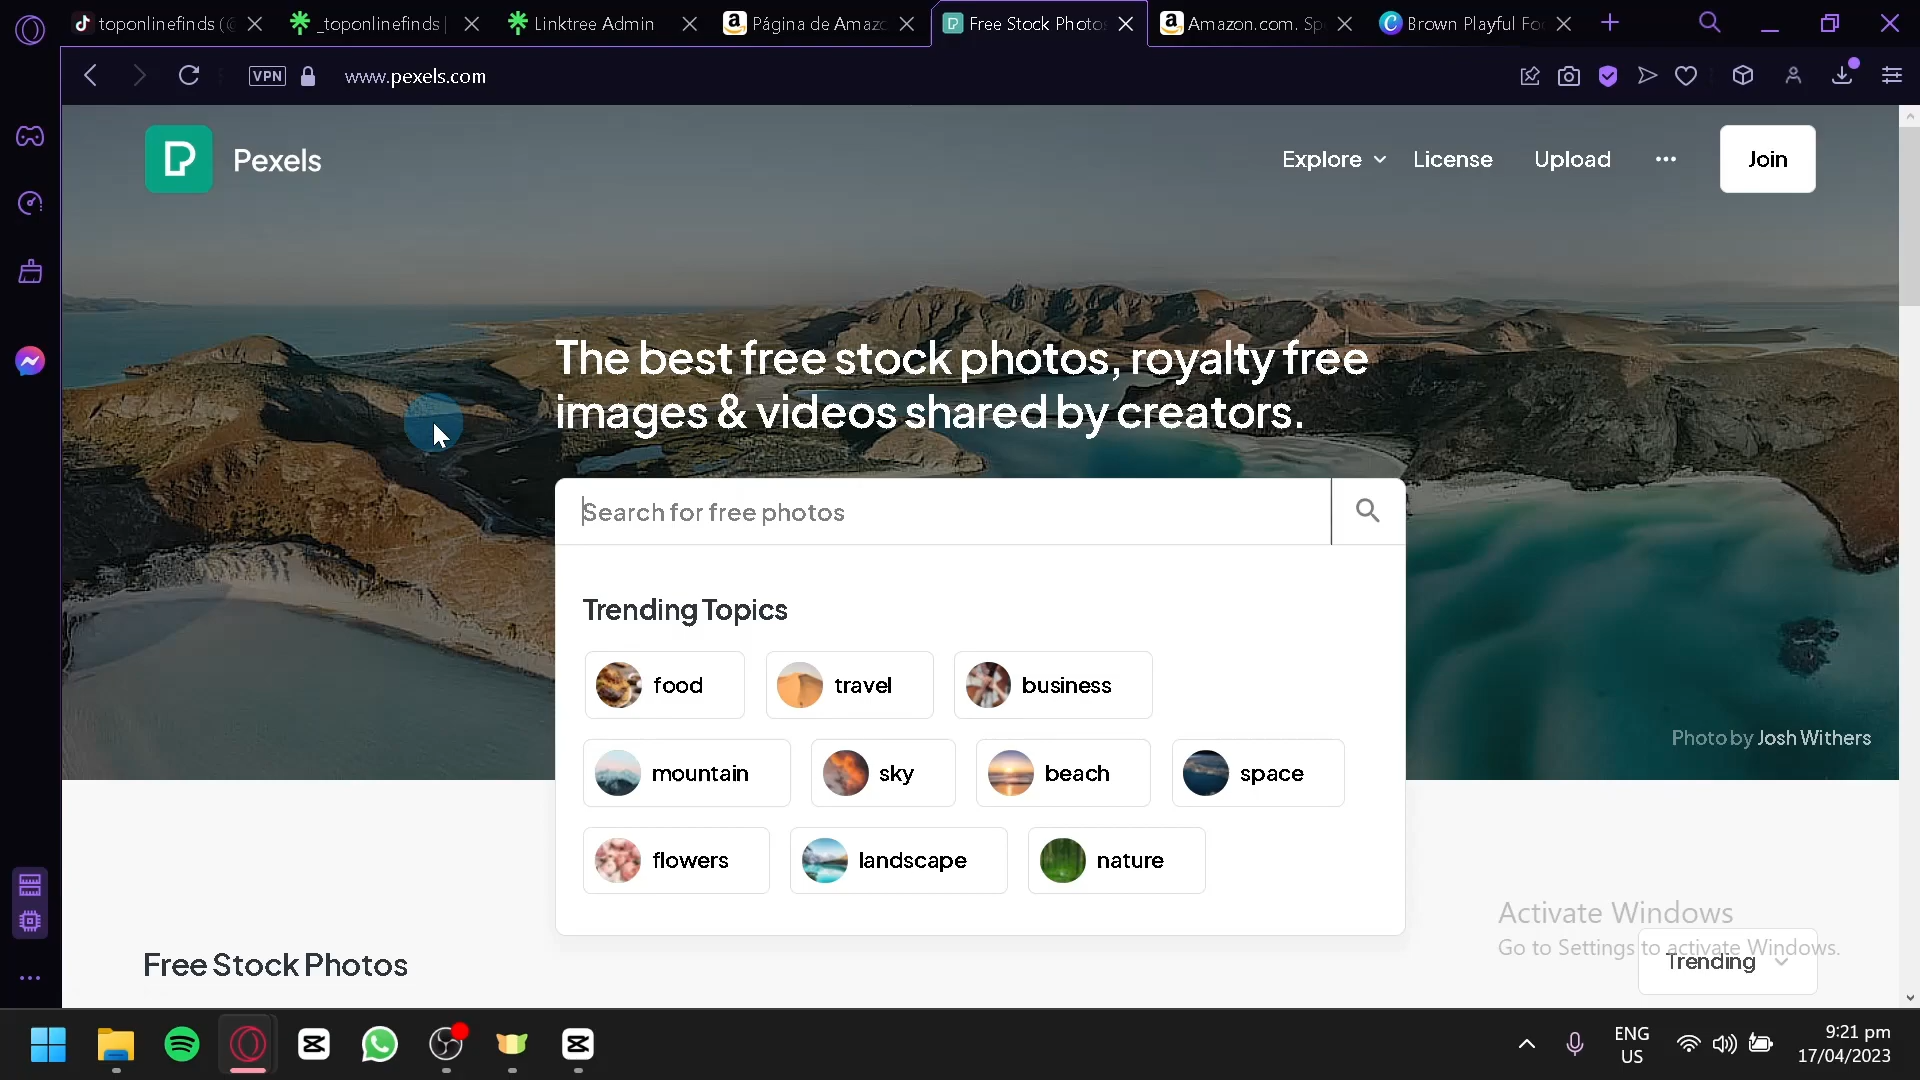 toponlinefinds (@
_toponlinefinds |
Linktree Admin
Página de Amazo
Free Stock Photos
Amazon.com. Sp
Brown Playful Fo
VPN
www.pexels.com
Pexels
Explore
License
Upload
Join
The best free stock photos, royalty free
images & videos shared by creators.
Search for free photos
Trending Topics
food
travel
business
mountain
sky
beach
space
flowers
landscape
nature
Photo by Josh Withers
Free Stock Photos
Activate Windows
Go to Settings to activate Windows.
Trending
ENG
US
9:21 pm
17/04/2023